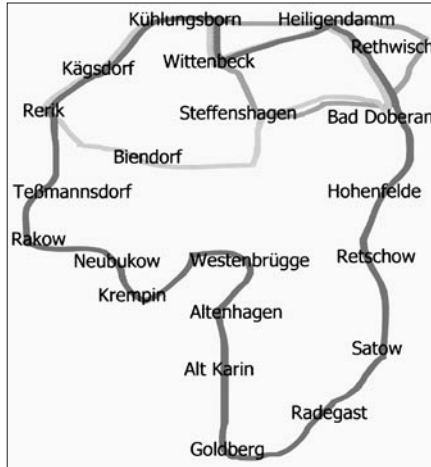 Kühlungsborn Heiligendamm
Rethwisch
Wittenbeck
Kägsdorf
Rerik
Steffenshagen
Bad Doberan
Biendorf
Teßmannsdorf
Hohenfelde
Rakow
Neubukow
Westenbrügge
Retschow
Krempin
Altenhagen
Satow
Alt Karin
Radegast
Goldberg